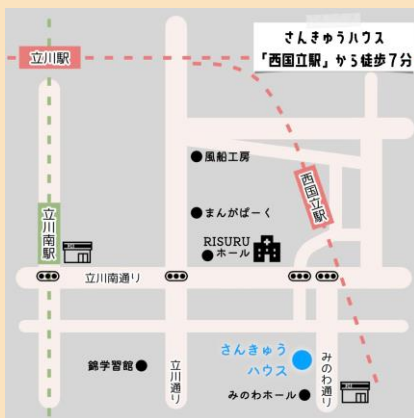 さんきゅうハウス
「西国立駅」から徒歩7分
立川駅
風船工房
西国立駅
まんがぱーく
立川南駅
RISURU
ホール
立川南通り
さんきゅう
ハウス
錦学習館
立川通り
みのわ通り
みのわホール